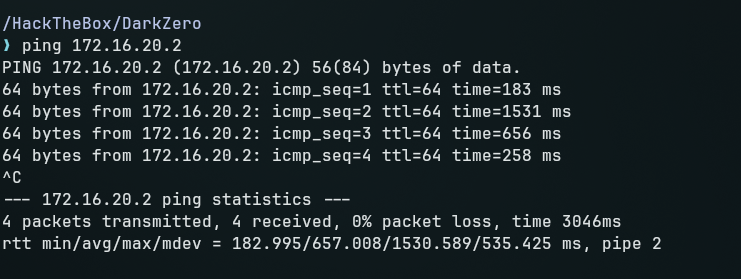 /HackTheBox/DarkZero
❯ ping 172.16.20.2
PING 172.16.20.2 (172.16.20.2) 56(84) bytes of data.
64 bytes from 172.16.20.2: icmp_seq=1 ttl=64 time=183 ms
64 bytes from 172.16.20.2: icmp_seq=2 ttl=64 time=1531 ms
64 bytes from 172.16.20.2: icmp_seq=3 ttl=64 time=656 ms
64 bytes from 172.16.20.2: icmp_seq=4 ttl=64 time=258 ms
^C
--- 172.16.20.2 ping statistics ---
4 packets transmitted, 4 received, 0% packet loss, time 3046ms
rtt min/avg/max/mdev = 182.995/657.008/1530.589/535.425 ms, pipe 2